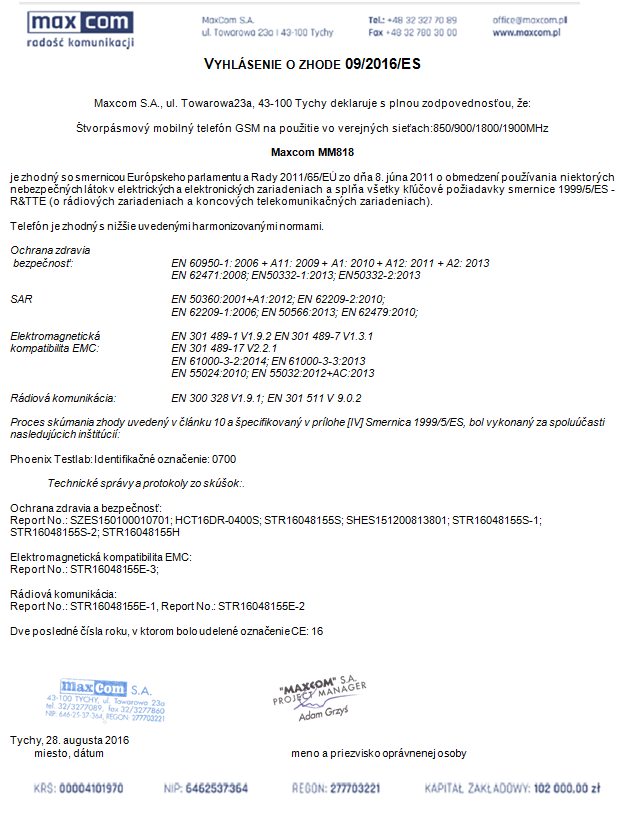 maxcom
radość komunikacji
MaxCom S.A.
ul. Towarowa 23a | 43-100 Tychy
Tel.: +48 32 327 70 89
Fax +48 32 780 30 00
office@maxcom.pl
www.maxcom.pl
VYHLÁSENIE O ZHODE 09/2016/ES
Maxcom S.A., ul. Towarowa23a, 43-100 Tychy deklaruje s plnou zodpovednosťou, že:
Štvorpásmový mobilný telefón GSM na použitie vo verejných sieťach:850/900/1800/1900MHz
Maxcom MM818
je zhodný so smernicou Európskeho parlamentu a Rady 2011/65/EÚ zo dňa 8. júna 2011 o obmedzení používania niektorých
nebezpečných látok v elektrických a elektronických zariadeniach a spĺňa všetky kľúčové požiadavky smernice 1999/5/ES -
R&TTE (o rádiových zariadeniach a koncových telekomunikačných zariadeniach).
Telefón je zhodný s nižšie uvedenými harmonizovanými normami.
Ochrana zdravia
bezpečnosť: EN 60950-1: 2006 + A11: 2009 + A1: 2010 + A12: 2011 + A2: 2013
EN 62471:2008; EN50332-1:2013; EN50332-2:2013
SAR EN 50360:2001+A1:2012; EN 62209-2:2010;
EN 62209-1:2006; EN 50566:2013; EN 62479:2010;
Elektromagnetická EN 301 489-1 V1.9.2 EN 301 489-7 V1.3.1
kompatibilita EMC: EN 301 489-17 V2.2.1
EN 61000-3-2:2014; EN 61000-3-3:2013
EN 55024:2010; EN 55032:2012+AC:2013
Rádiová komunikácia: EN 300 328 V1.9.1; EN 301 511 V 9.0.2
Proces skúmania zhody uvedený v článku 10 a špecifikovaný v prílohe [IV] Smernica 1999/5/ES, bol vykonaný za spoluúčasti
nasledujúcich inštitúcií:
Phoenix Testlab: Identifikačné označenie: 0700
Technické správy a protokoly zo skúšok:.
Ochrana zdravia a bezpečnosť:
Report No.: SZES150100010701; HCT16DR-0400S; STR16048155S; SHES151200813801; STR16048155S-1;
STR16048155S-2; STR16048155H
Elektromagnetická kompatibilita EMC:
Report No.: STR16048155E-3;
Rádiová komunikácia:
Report No.: STR16048155E-1, Report No.: STR16048155E-2
Dve posledné čísla roku, v ktorom bolo udelené označenie CE: 16
maxcom S.A.
43-100 TYCHY, ul. Towarowa 23a
tel. 32/3277089, fax 32/3277860
NIP: 646-25-37-364, REGON: 277703221
"MAXCOM" S.A.
PROJECT MANAGER
Adam Grzyś
Tychy, 28. augusta 2016
miesto, dátum
meno a priezvisko oprávnenej osoby
KRS: 00004101970 NIP: 6462537364 REGON: 277703221 KAPITAŁ ZAKŁADOWY: 102 000,00 zł